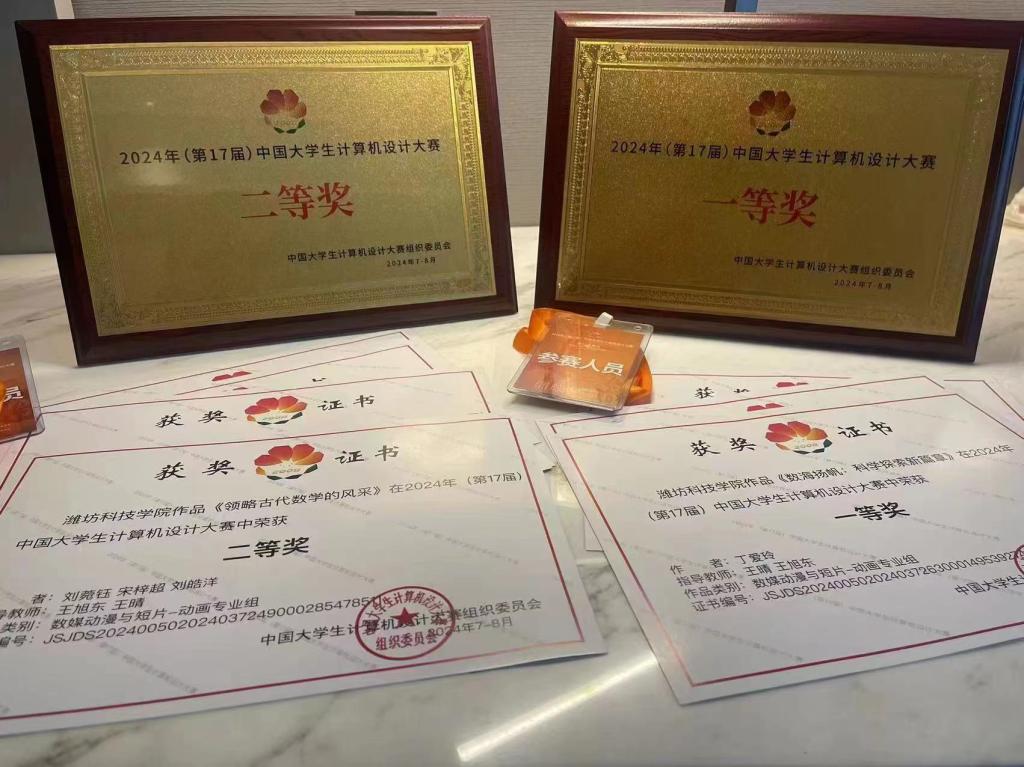 2024年(第17届)中国大学生计算机设计大赛
二等奖
中国大学生计算机设计大赛组织委员会
2024年7-8月
2024年(第17届)中国大学生计算机设计大赛
一等奖
中国大学生计算机设计大赛组织委员会
2024年7-8月
参赛人员
员
获奖
获奖 证书
获奖 2008 证书
潍坊科技学院作品《领略古代数学的风采》在2024年(第17届)
中国大学生计算机设计大赛中荣获
二等奖
者:刘菀钰 宋梓超 刘皓洋
导教师:王旭东 王晴
类别:数媒动漫与短片-动画专业组
编号:JSJDS20240050202403724900028547851
中国大学生计算机设计大赛组织委员会
2024年7-8月
组织委员会
获奖 2008 证书
潍坊科技学院作品《数海扬帆:科学探索新篇章》在2024年
(第17届)中国大学生计算机设计大赛中荣获
一等奖
作 者:丁爱玲
指导教师:王晴 王旭东
作品类别:数媒动漫与短片-动画专业组
证书编号:JSJDS2024005020240372630001495392
中国大学生